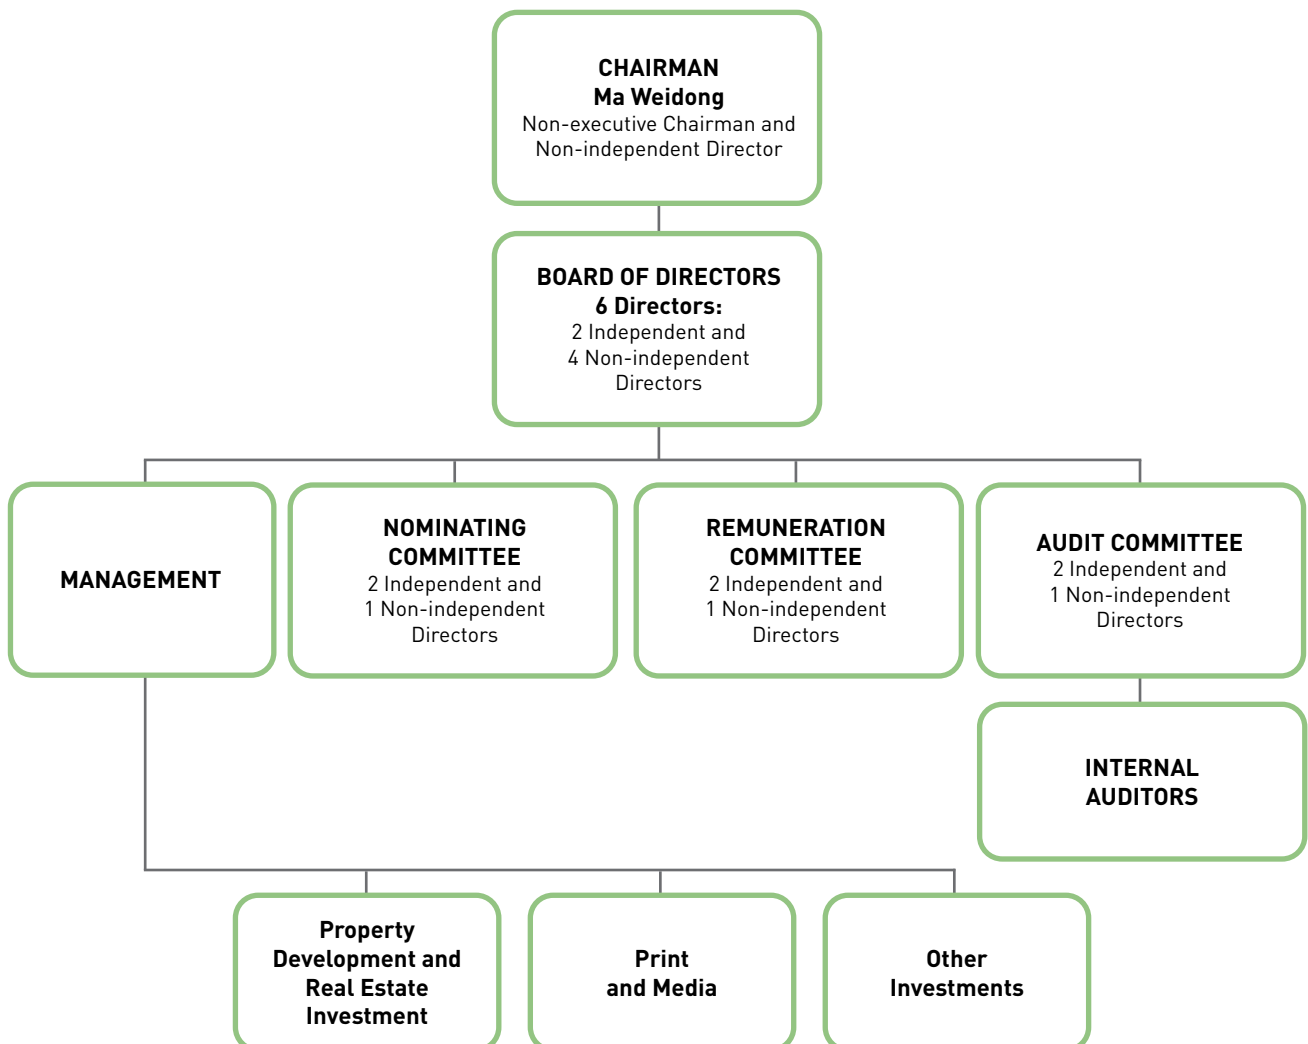 CHAIRMAN
Ma Weidong
Non-executive Chairman and
Non-independent Director
BOARD OF DIRECTORS
6 Directors:
2 Independent and
4 Non-independent
Directors
MANAGEMENT
NOMINATING
COMMITTEE
2 Independent and
1 Non-independent
Directors
REMUNERATION
COMMITTEE
2 Independent and
1 Non-independent
Directors
AUDIT COMMITTEE
2 Independent and
1 Non-independent
Directors
INTERNAL
AUDITORS
Property
Development and
Real Estate
Investment
Print
and Media
Other
Investments